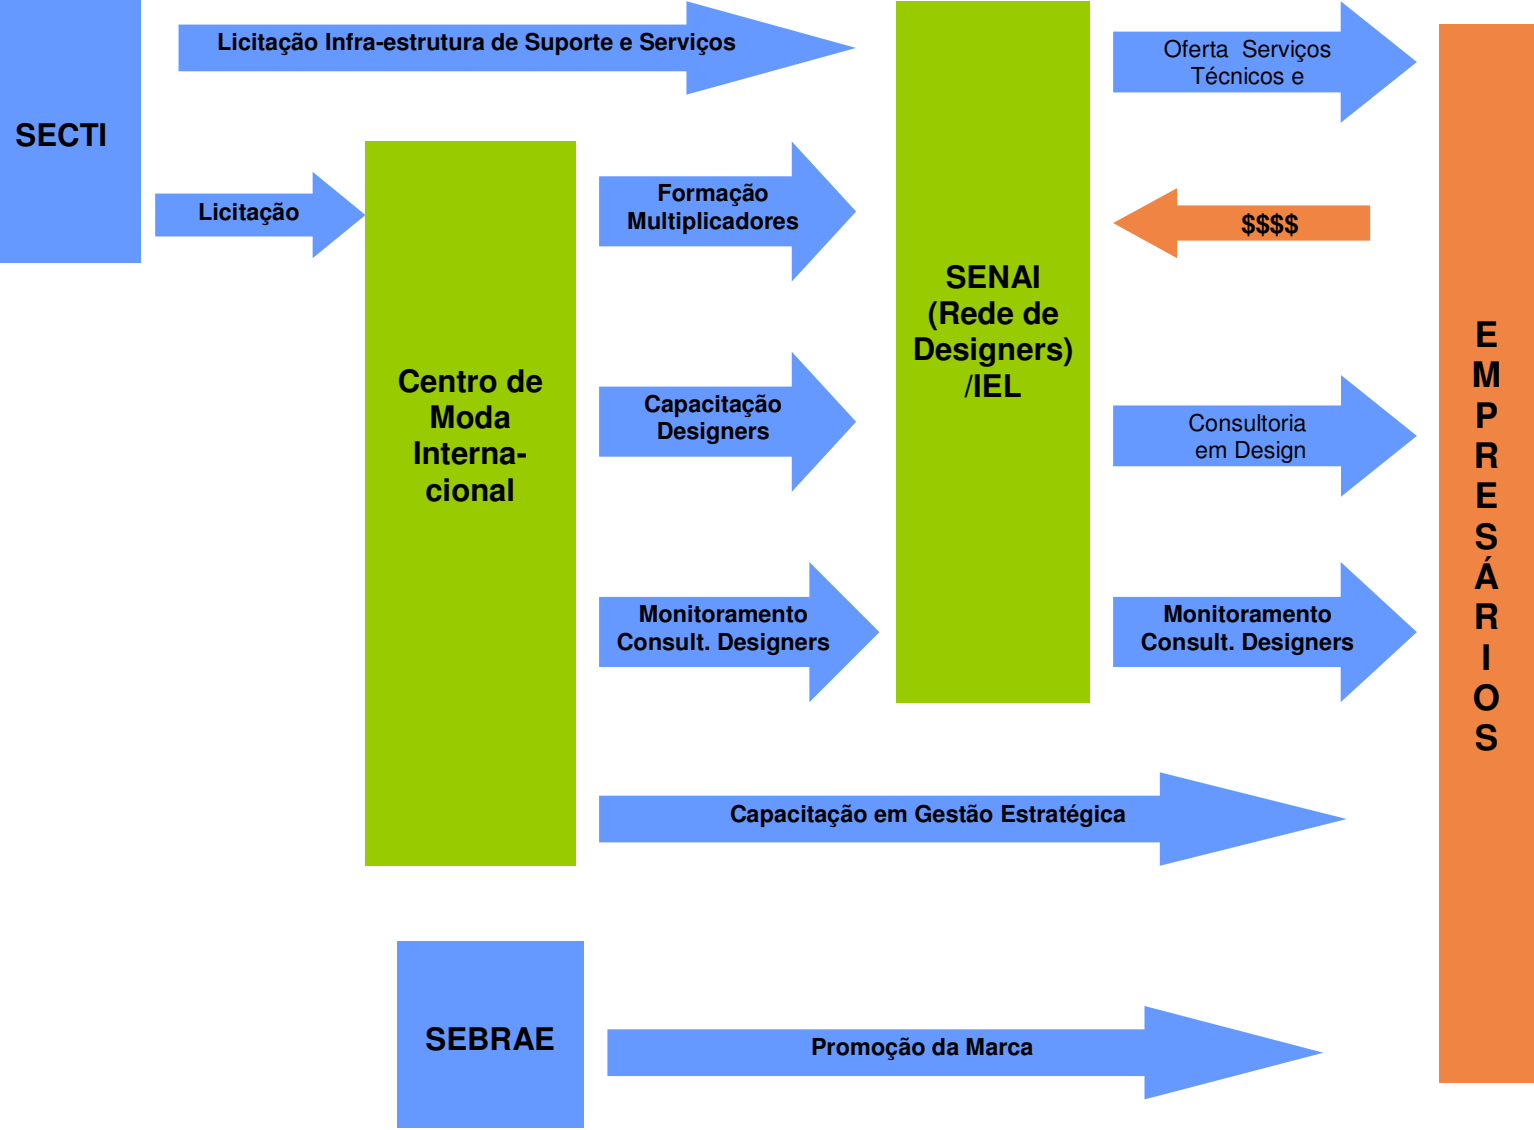 SECTI
Licitação Infra-estrutura de Suporte e Serviços
Licitação
Centro de
Moda
Interna-
cional
Formação
Multiplicadores
Capacitação
Designers
Monitoramento
Consult. Designers
SENAI
(Rede de
Designers)
/IEL
Oferta  Serviços
Técnicos e
$$$$
Consultoria
em Design
Monitoramento
Consult. Designers
Capacitação em Gestão Estratégica
SEBRAE
Promoção da Marca
E
M
P
R
E
S
Á
R
I
O
S